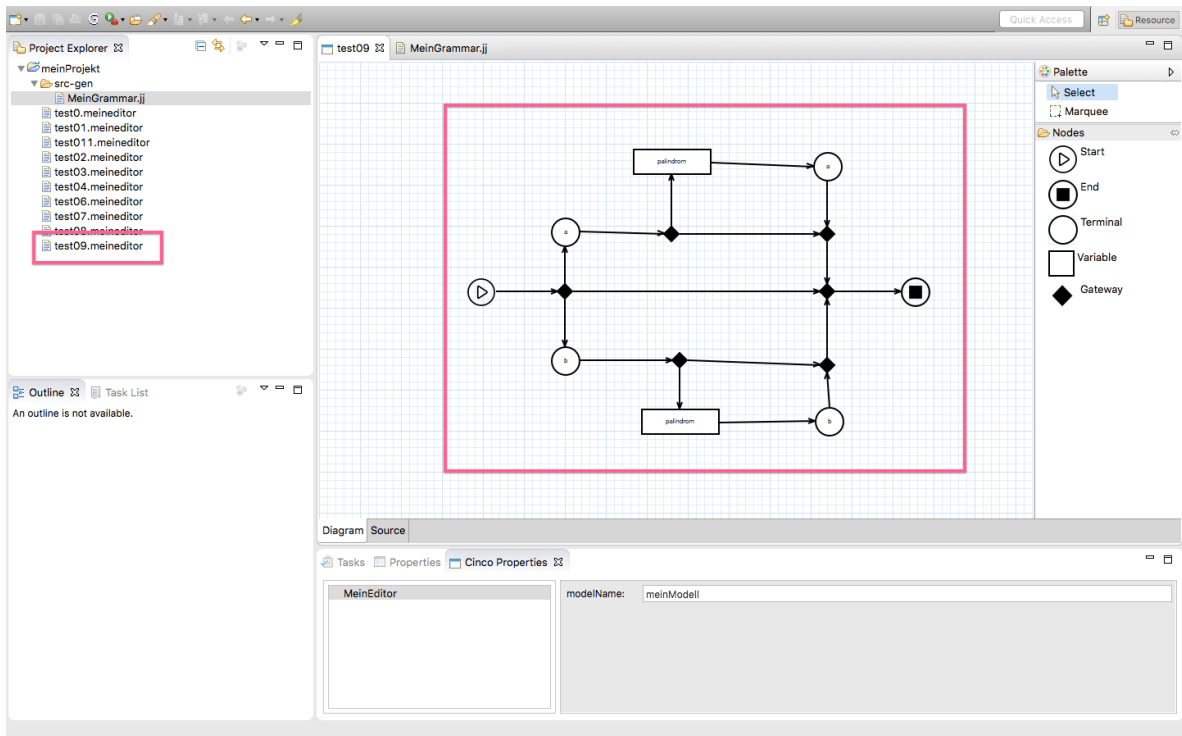 Quick Access
Resource
Project Explorer
meinProjekt
src-gen
MeinGrammar.jj
test0.meineditor
test01.meineditor
test011.meineditor
test02.meineditor
test03.meineditor
test04.meineditor
test06.meineditor
test07.meineditor
test08.meineditor
test09.meineditor
Outline
Task List
An outline is not available.
test09
MeinGrammar.jj
palindrom
a
a
b
palindrom
b
Diagram
Source
Palette
Select
Marquee
Nodes
Start
End
Terminal
Variable
Gateway
Tasks
Properties
Cinco Properties
MeinEditor
modelName:
meinModell